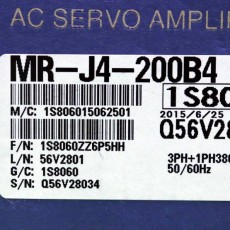 AC SERVO AMPLI
MR-J4-200B4
1S80
M/C: 1S806015062501
2015/6/25
Q56V28
F/N: 1S8060ZZ6P5HH
L/N: 56V2801
G/C: 1S8060
S/N: Q56V28034
3PH+1PH380
50/60Hz